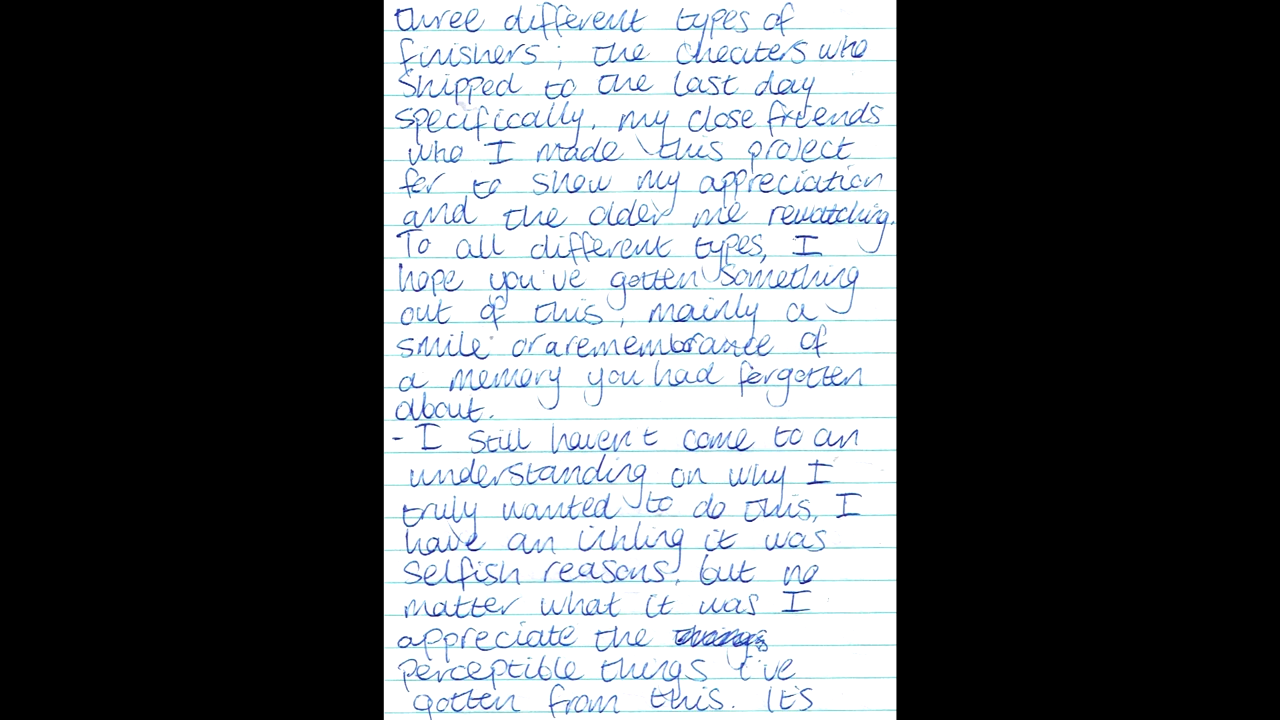 three different types of
finishers; the cheaters who
skipped to the last day
specifically, my close friends
who I made this project
for to show my appreciation
and the older me rewatching.
To all different types, I
hope you've gotten something
out of this, mainly a
smile or a remembrance of
a memory you had forgotten
about.
- I still haven't come to an
understanding on why I
truly wanted to do this, I
have an inkling it was
selfish reasons, but no
matter what it was I
appreciate the
perceptible things I've
gotten from this. It's